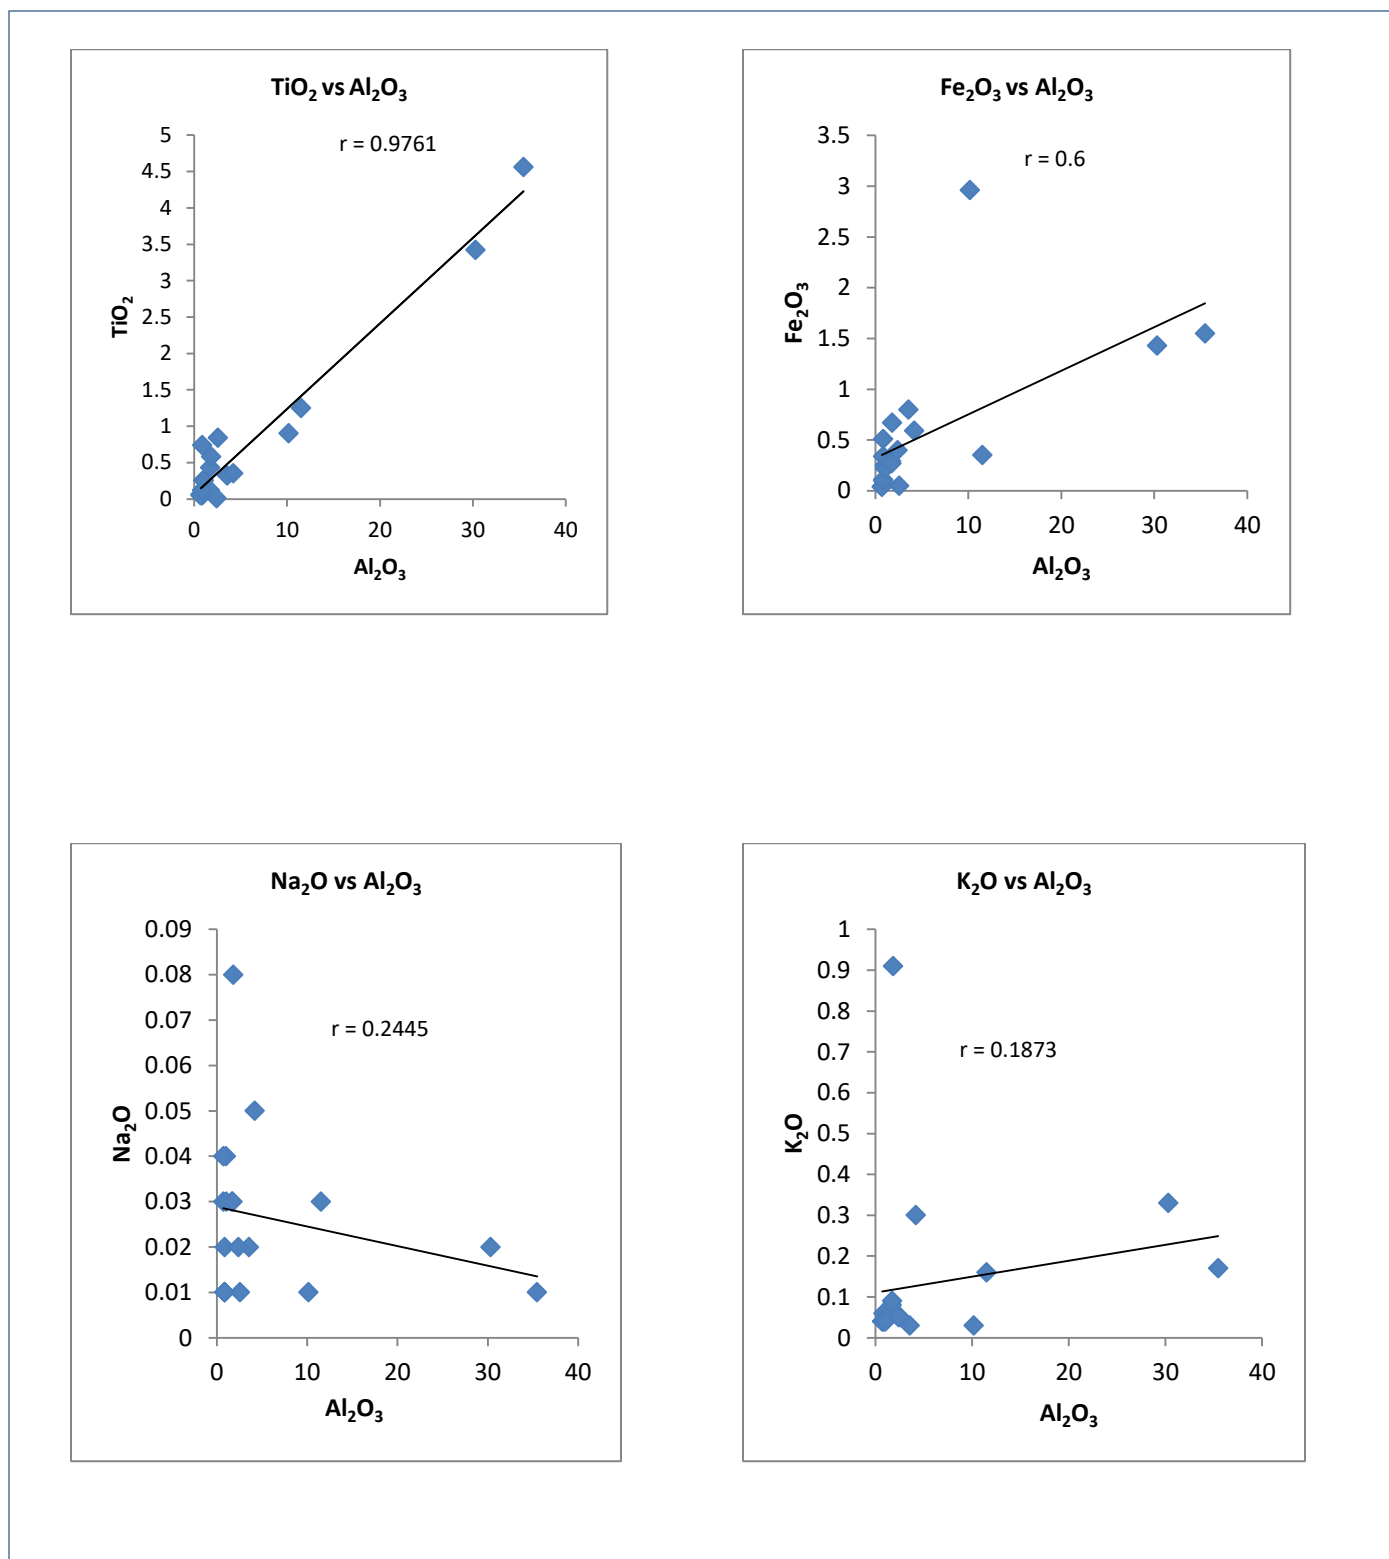 TiO₂ vs Al₂O₃
r = 0.9761
5
4.5
4
3.5
3
2.5
2
1.5
1
0.5
0
TiO₂
0 10 20 30 40
Al₂O₃
Fe₂O₃ vs Al₂O₃
r = 0.6
3.5
3
2.5
2
1.5
1
0.5
0
Fe₂O₃
0 10 20 30 40
Al₂O₃
Na₂O vs Al₂O₃
r = 0.2445
0.09
0.08
0.07
0.06
0.05
0.04
0.03
0.02
0.01
0
Na₂O
0 10 20 30 40
Al₂O₃
K₂O vs Al₂O₃
r = 0.1873
1
0.9
0.8
0.7
0.6
0.5
0.4
0.3
0.2
0.1
0
K₂O
0 10 20 30 40
Al₂O₃